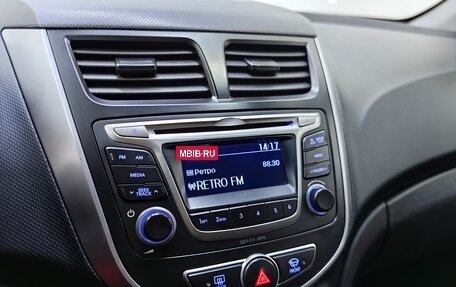 14:17
MBIB·RU
Ретро 88.30
RETRO FM
FM AM
MEDIA
SEEK
TRACK
1 2 3 4 5 6
FRONT